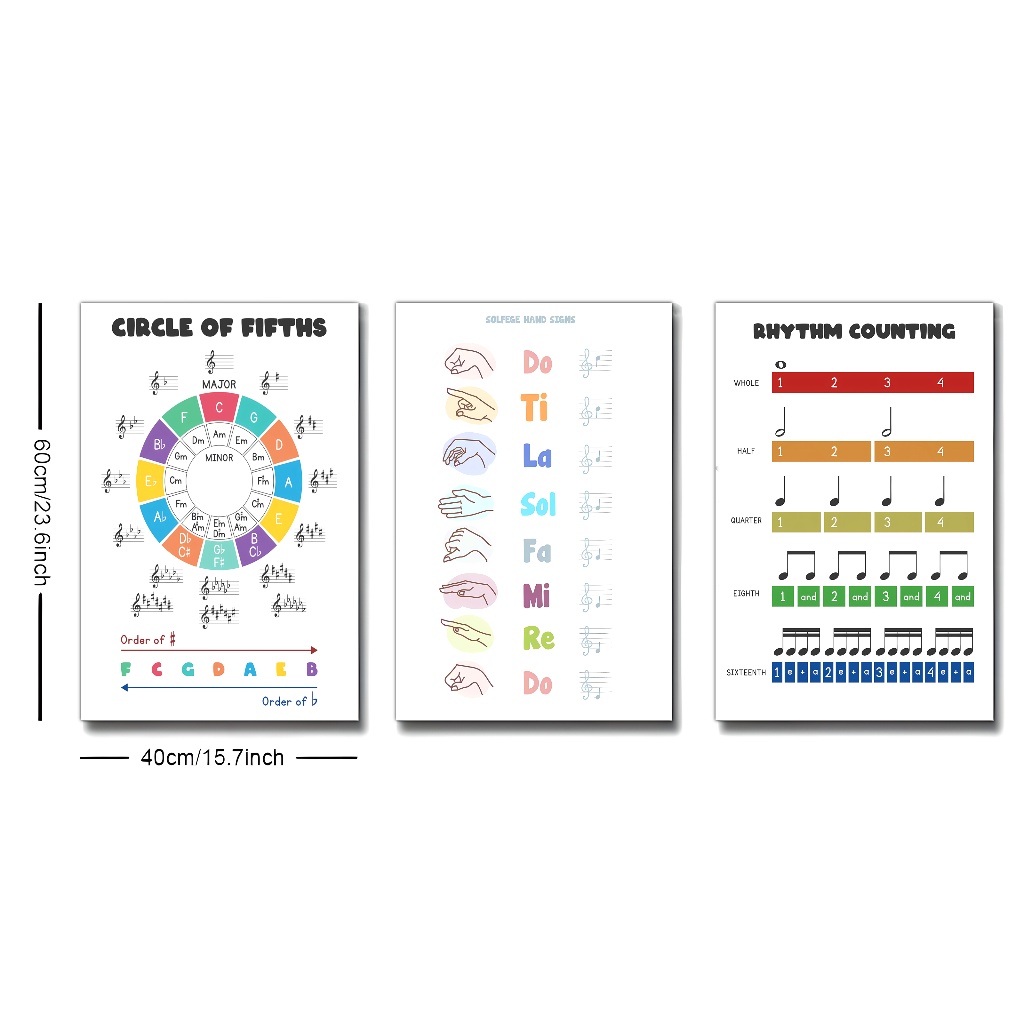 60cm/23.6inch
40cm/15.7inch
CIRCLE OF FIFTHS
MAJOR
C
F
G
B♭
D
E♭
A
A♭
E
D♭
C#
G♭
F#
B
C♭
Am
Dm
Em
Gm
Bm
MINOR
Cm
F#m
Fm
C#m
B♭m
A#m
E♭m
D#m
G#m
A♭m
Order of #
F C G D A E B
Order of ♭
SOLFEGE HAND SIGNS
Do
Ti
La
Sol
Fa
Mi
Re
Do
RHYTHM COUNTING
WHOLE 1 2 3 4
HALF 1 2 3 4
QUARTER 1 2 3 4
EIGHTH 1 and 2 and 3 and 4 and
SIXTEENTH 1 e + a 2 e + a 3 e + a 4 e + a